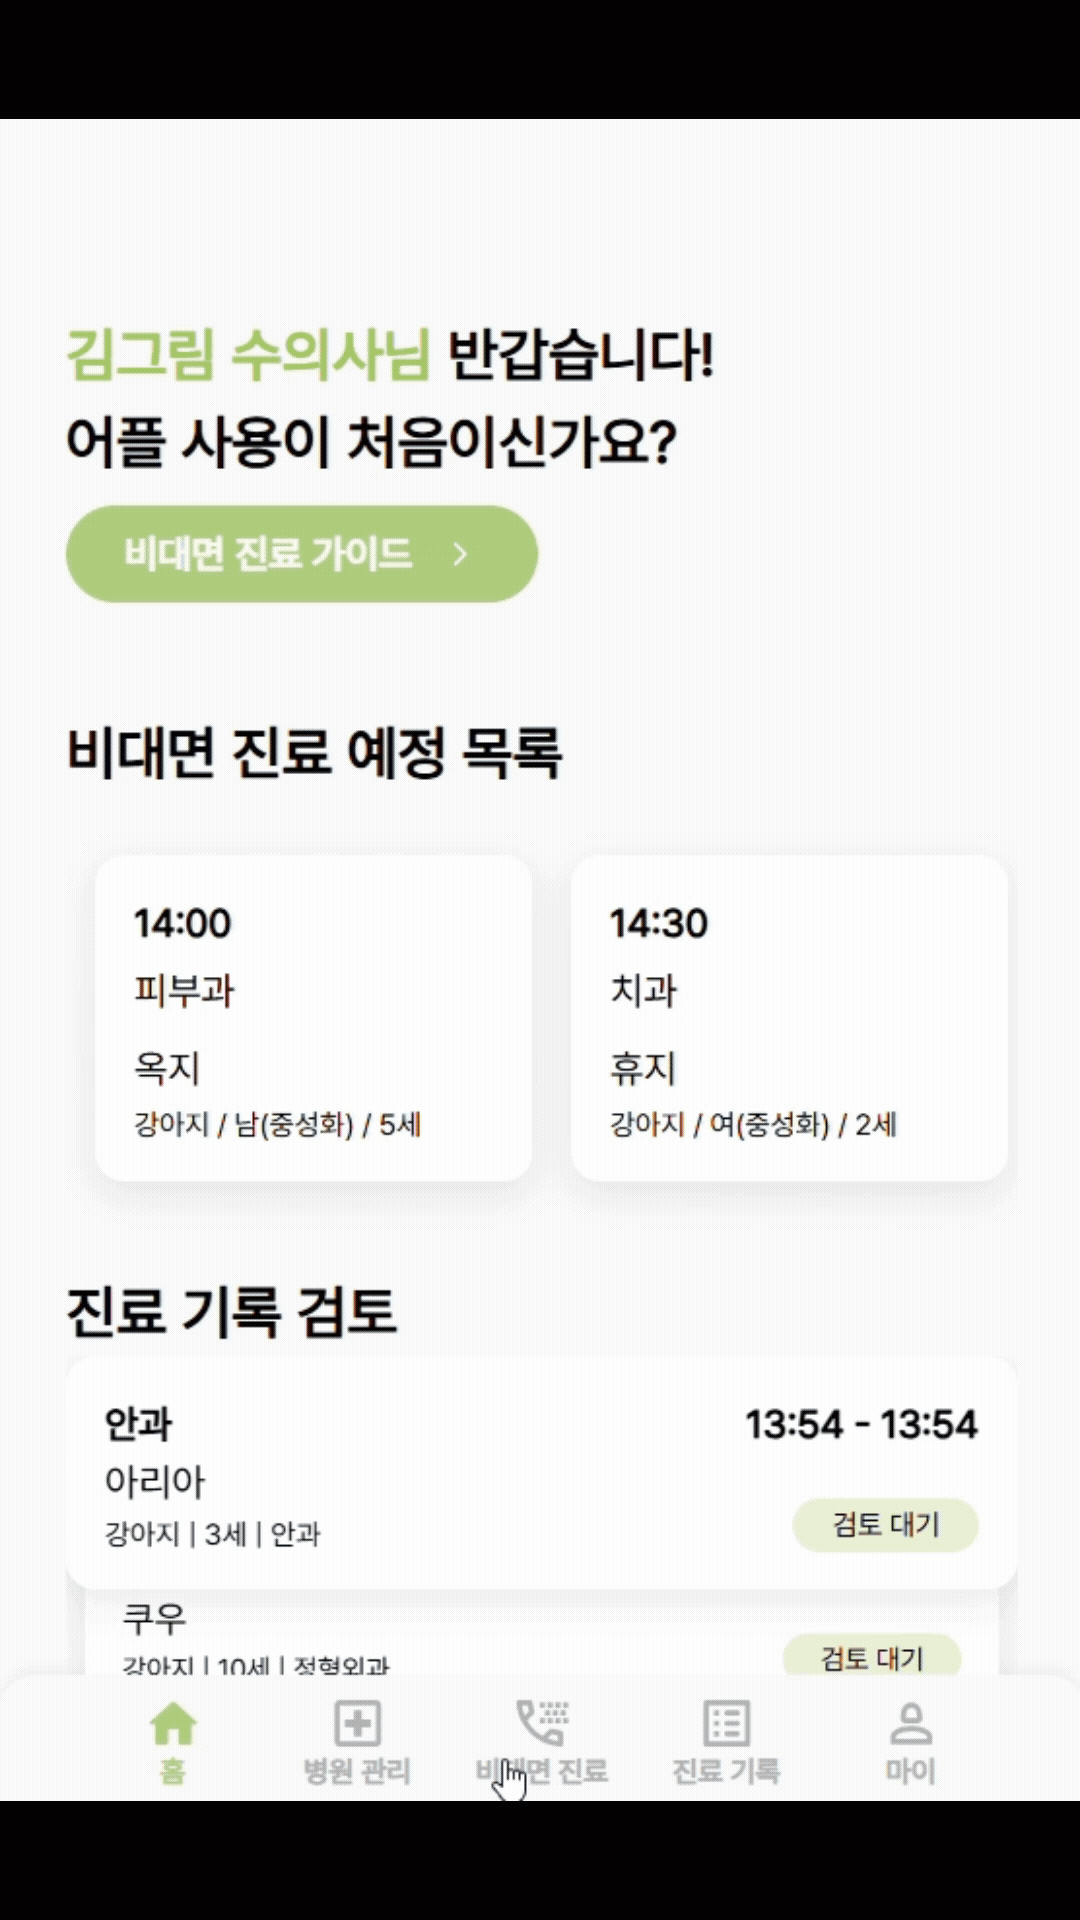 김그림 수의사님 반갑습니다!
어플 사용이 처음이신가요?
비대면 진료 가이드
비대면 진료 예정 목록
14:00
피부과
옥지
강아지 / 남(중성화) / 5세
14:30
치과
휴지
강아지 / 여(중성화) / 2세
진료 기록 검토
안과
13:54 - 13:54
아리아
강아지 | 3세 | 안과
검토 대기
쿠우
강아지 | 10세 | 정형외과
검토 대기
홈
병원 관리
비대면 진료
진료 기록
마이